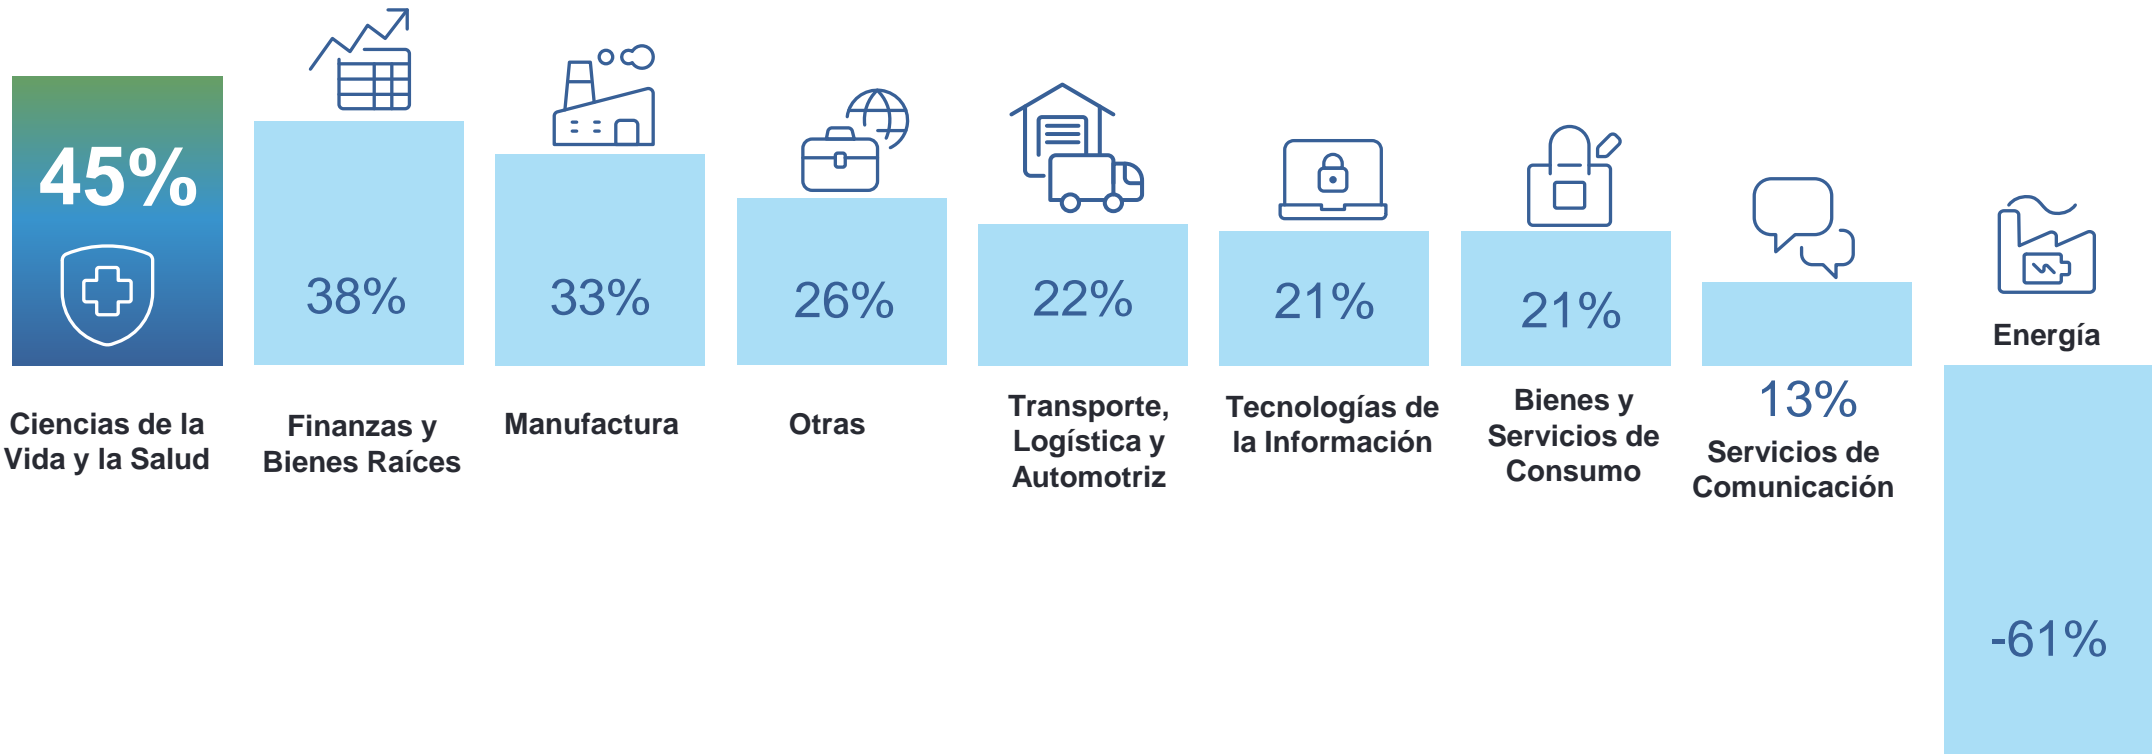 45%
Ciencias de la
Vida y la Salud
38%
Finanzas y
Bienes Raíces
33%
Manufactura
26%
Otras
22%
Transporte,
Logística y
Automotriz
21%
Tecnologías de
la Información
21%
Bienes y
Servicios de
Consumo
13%
Servicios de
Comunicación
Energía
-61%